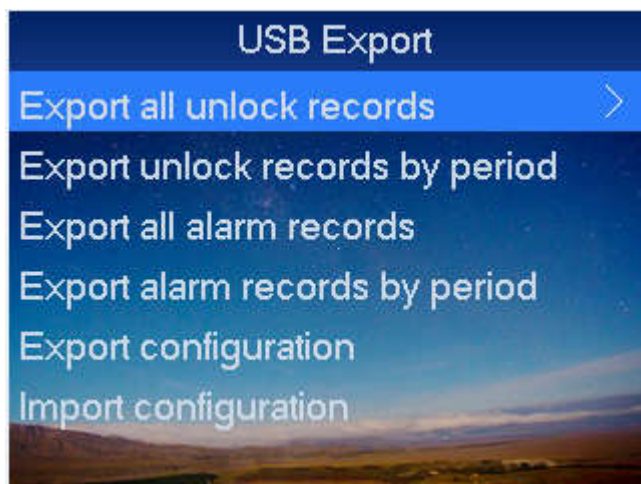 USB Export
Export all unlock records
Export unlock records by period
Export all alarm records
Export alarm records by period
Export configuration
Import configuration